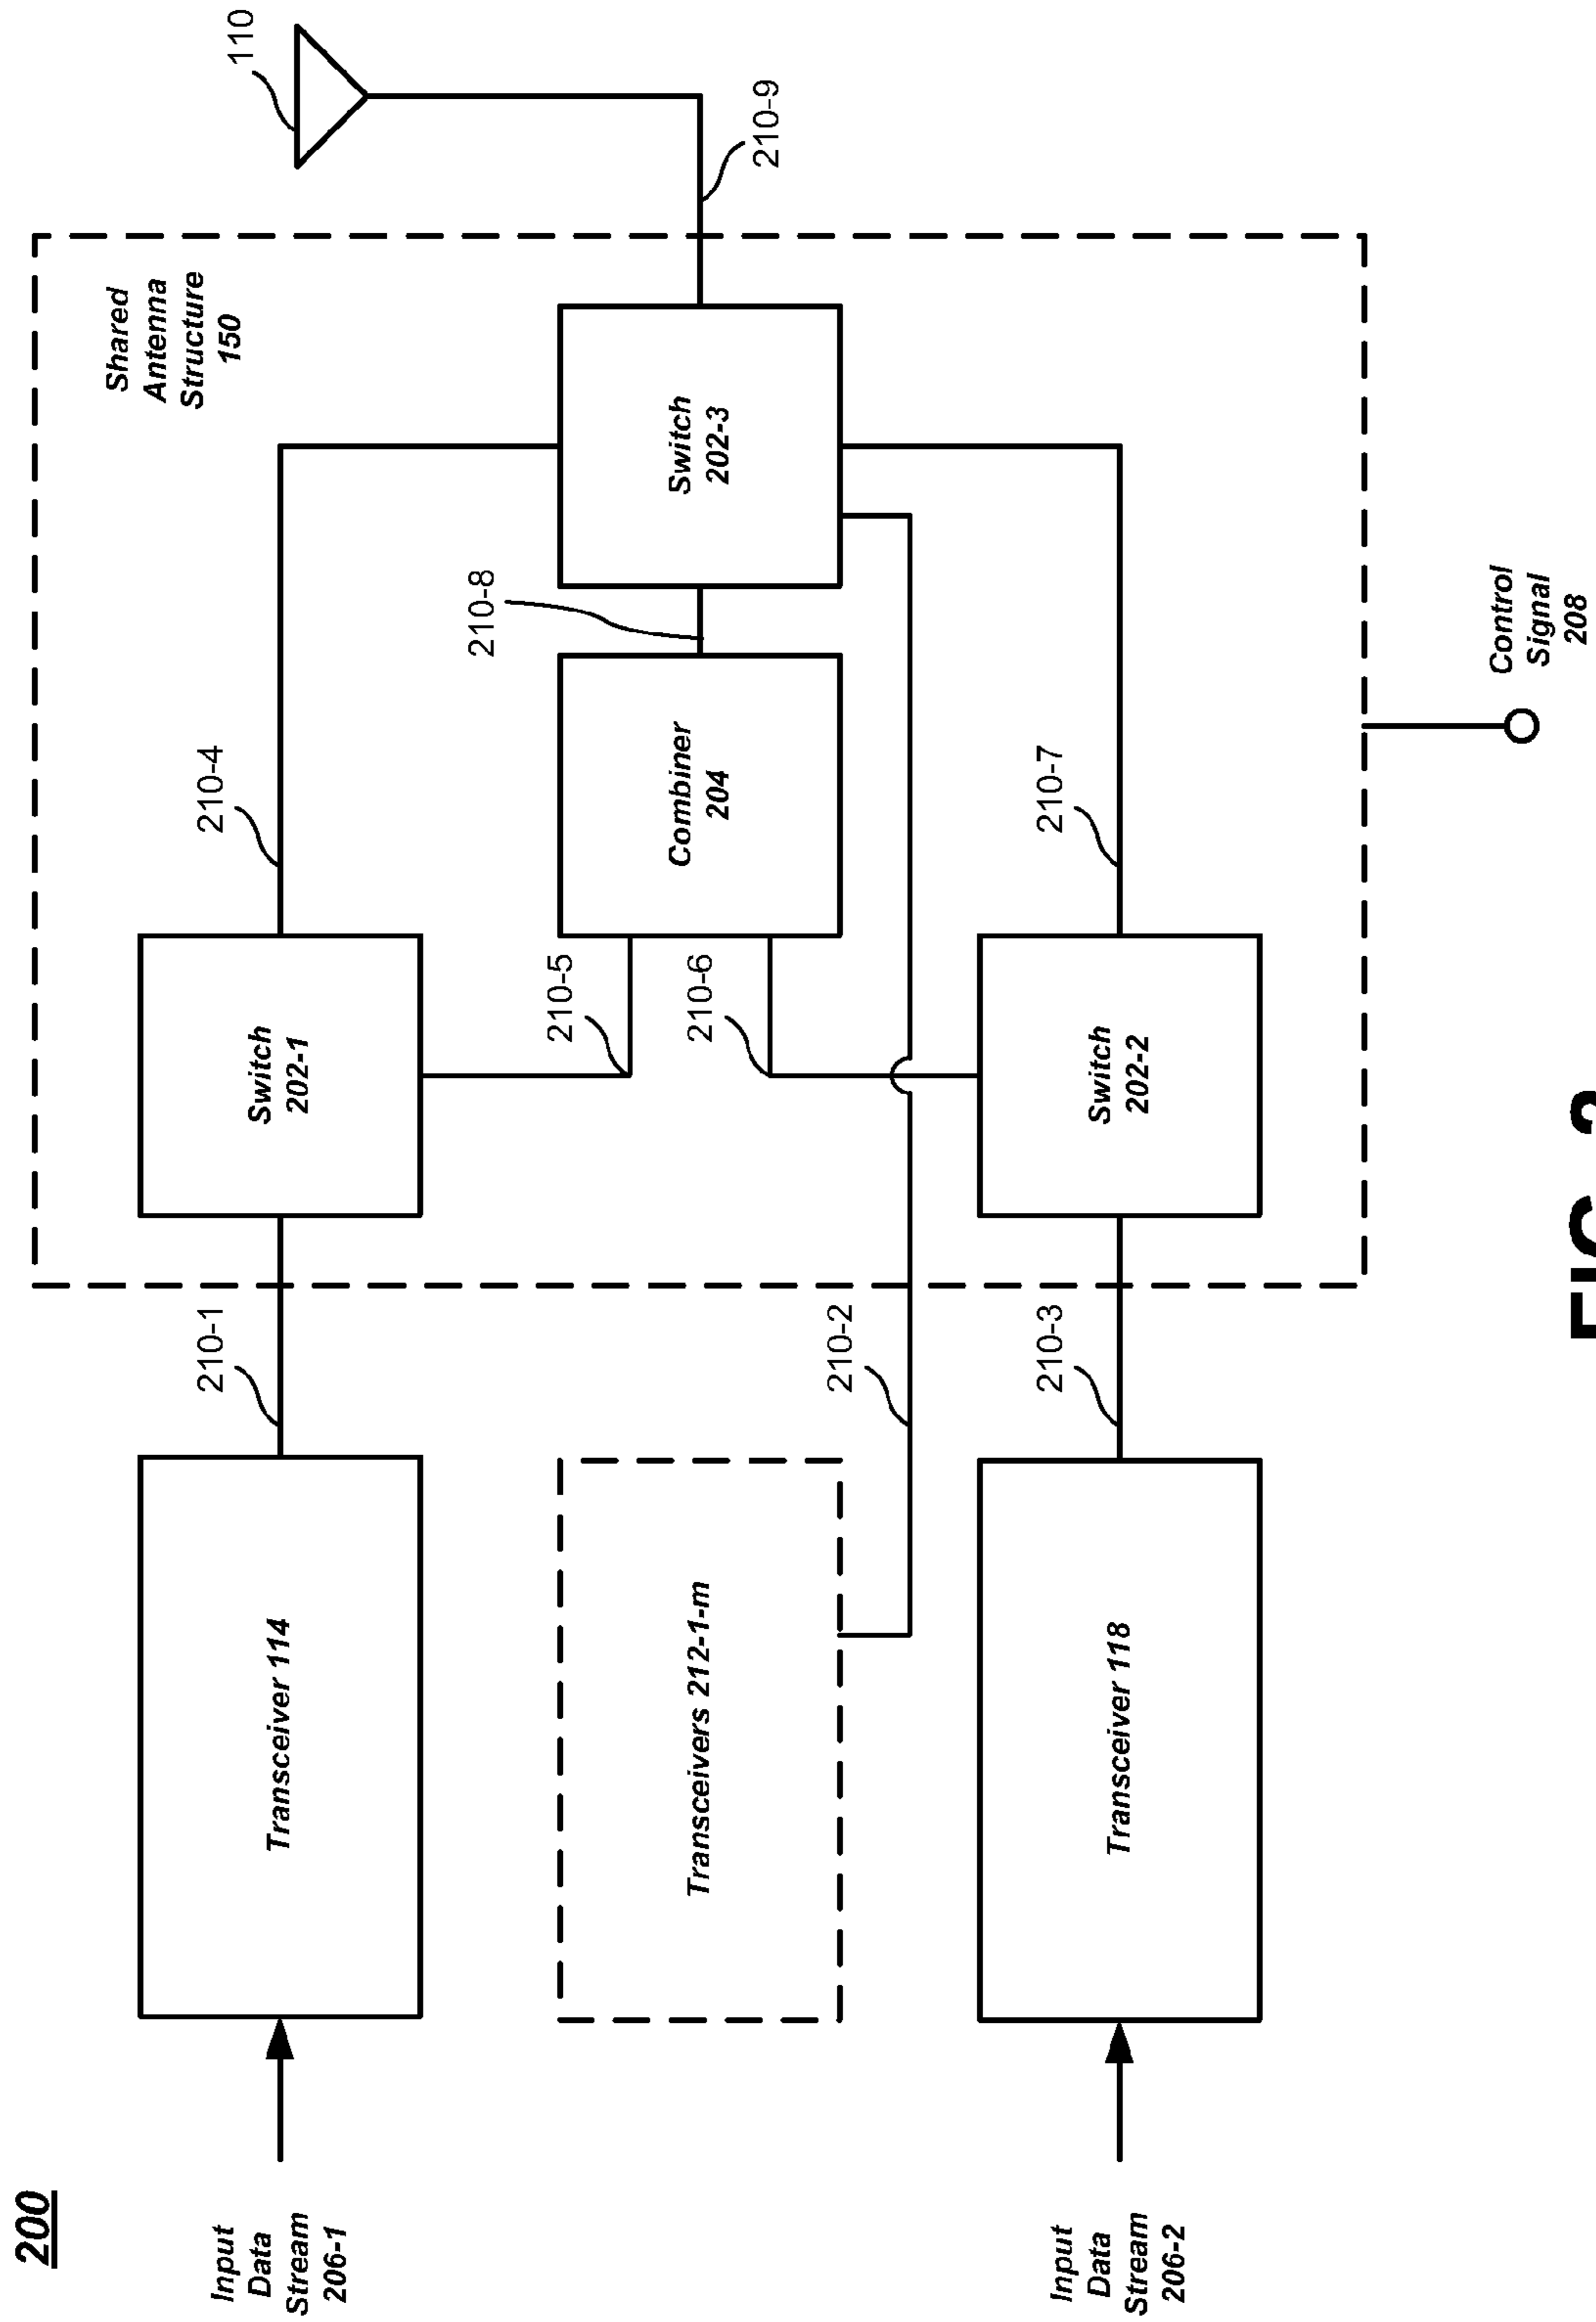 200
Input
Data
Stream
206-1
Transceiver 114
210-1
Switch
202-1
210-4
Shared
Antenna
Structure
150
110
Transceivers 212-1-m
210-2
210-5
210-6
Combiner
204
210-8
Switch
202-3
210-9
Input
Data
Stream
206-2
Transceiver 118
210-3
Switch
202-2
210-7
Control
Signal
208